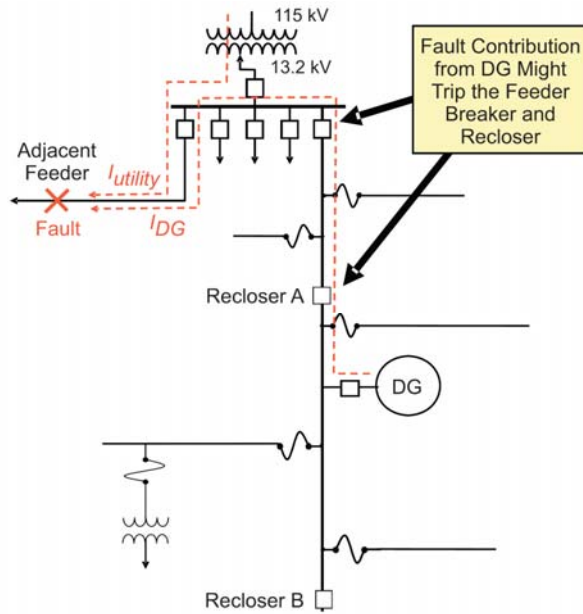 115 kV
13.2 kV
Fault Contribution
from DG Might
Trip the Feeder
Breaker and
Recloser
Adjacent
Feeder
Iutility
Fault
IDG
Recloser A
DG
Recloser B